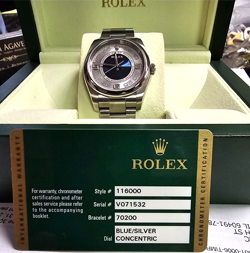 ROLEX
AGAVE
INTERNATIONAL WARRANTY
ROLEX
CHRONOMETER CERTIFICATION
For warranty, chronometer
certification and after
sales service please refer
to the accompanying
booklet.
Style # 116000
Serial # V071532
Bracelet # 70200
BLUE/SILVER
Dial CONCENTRIC